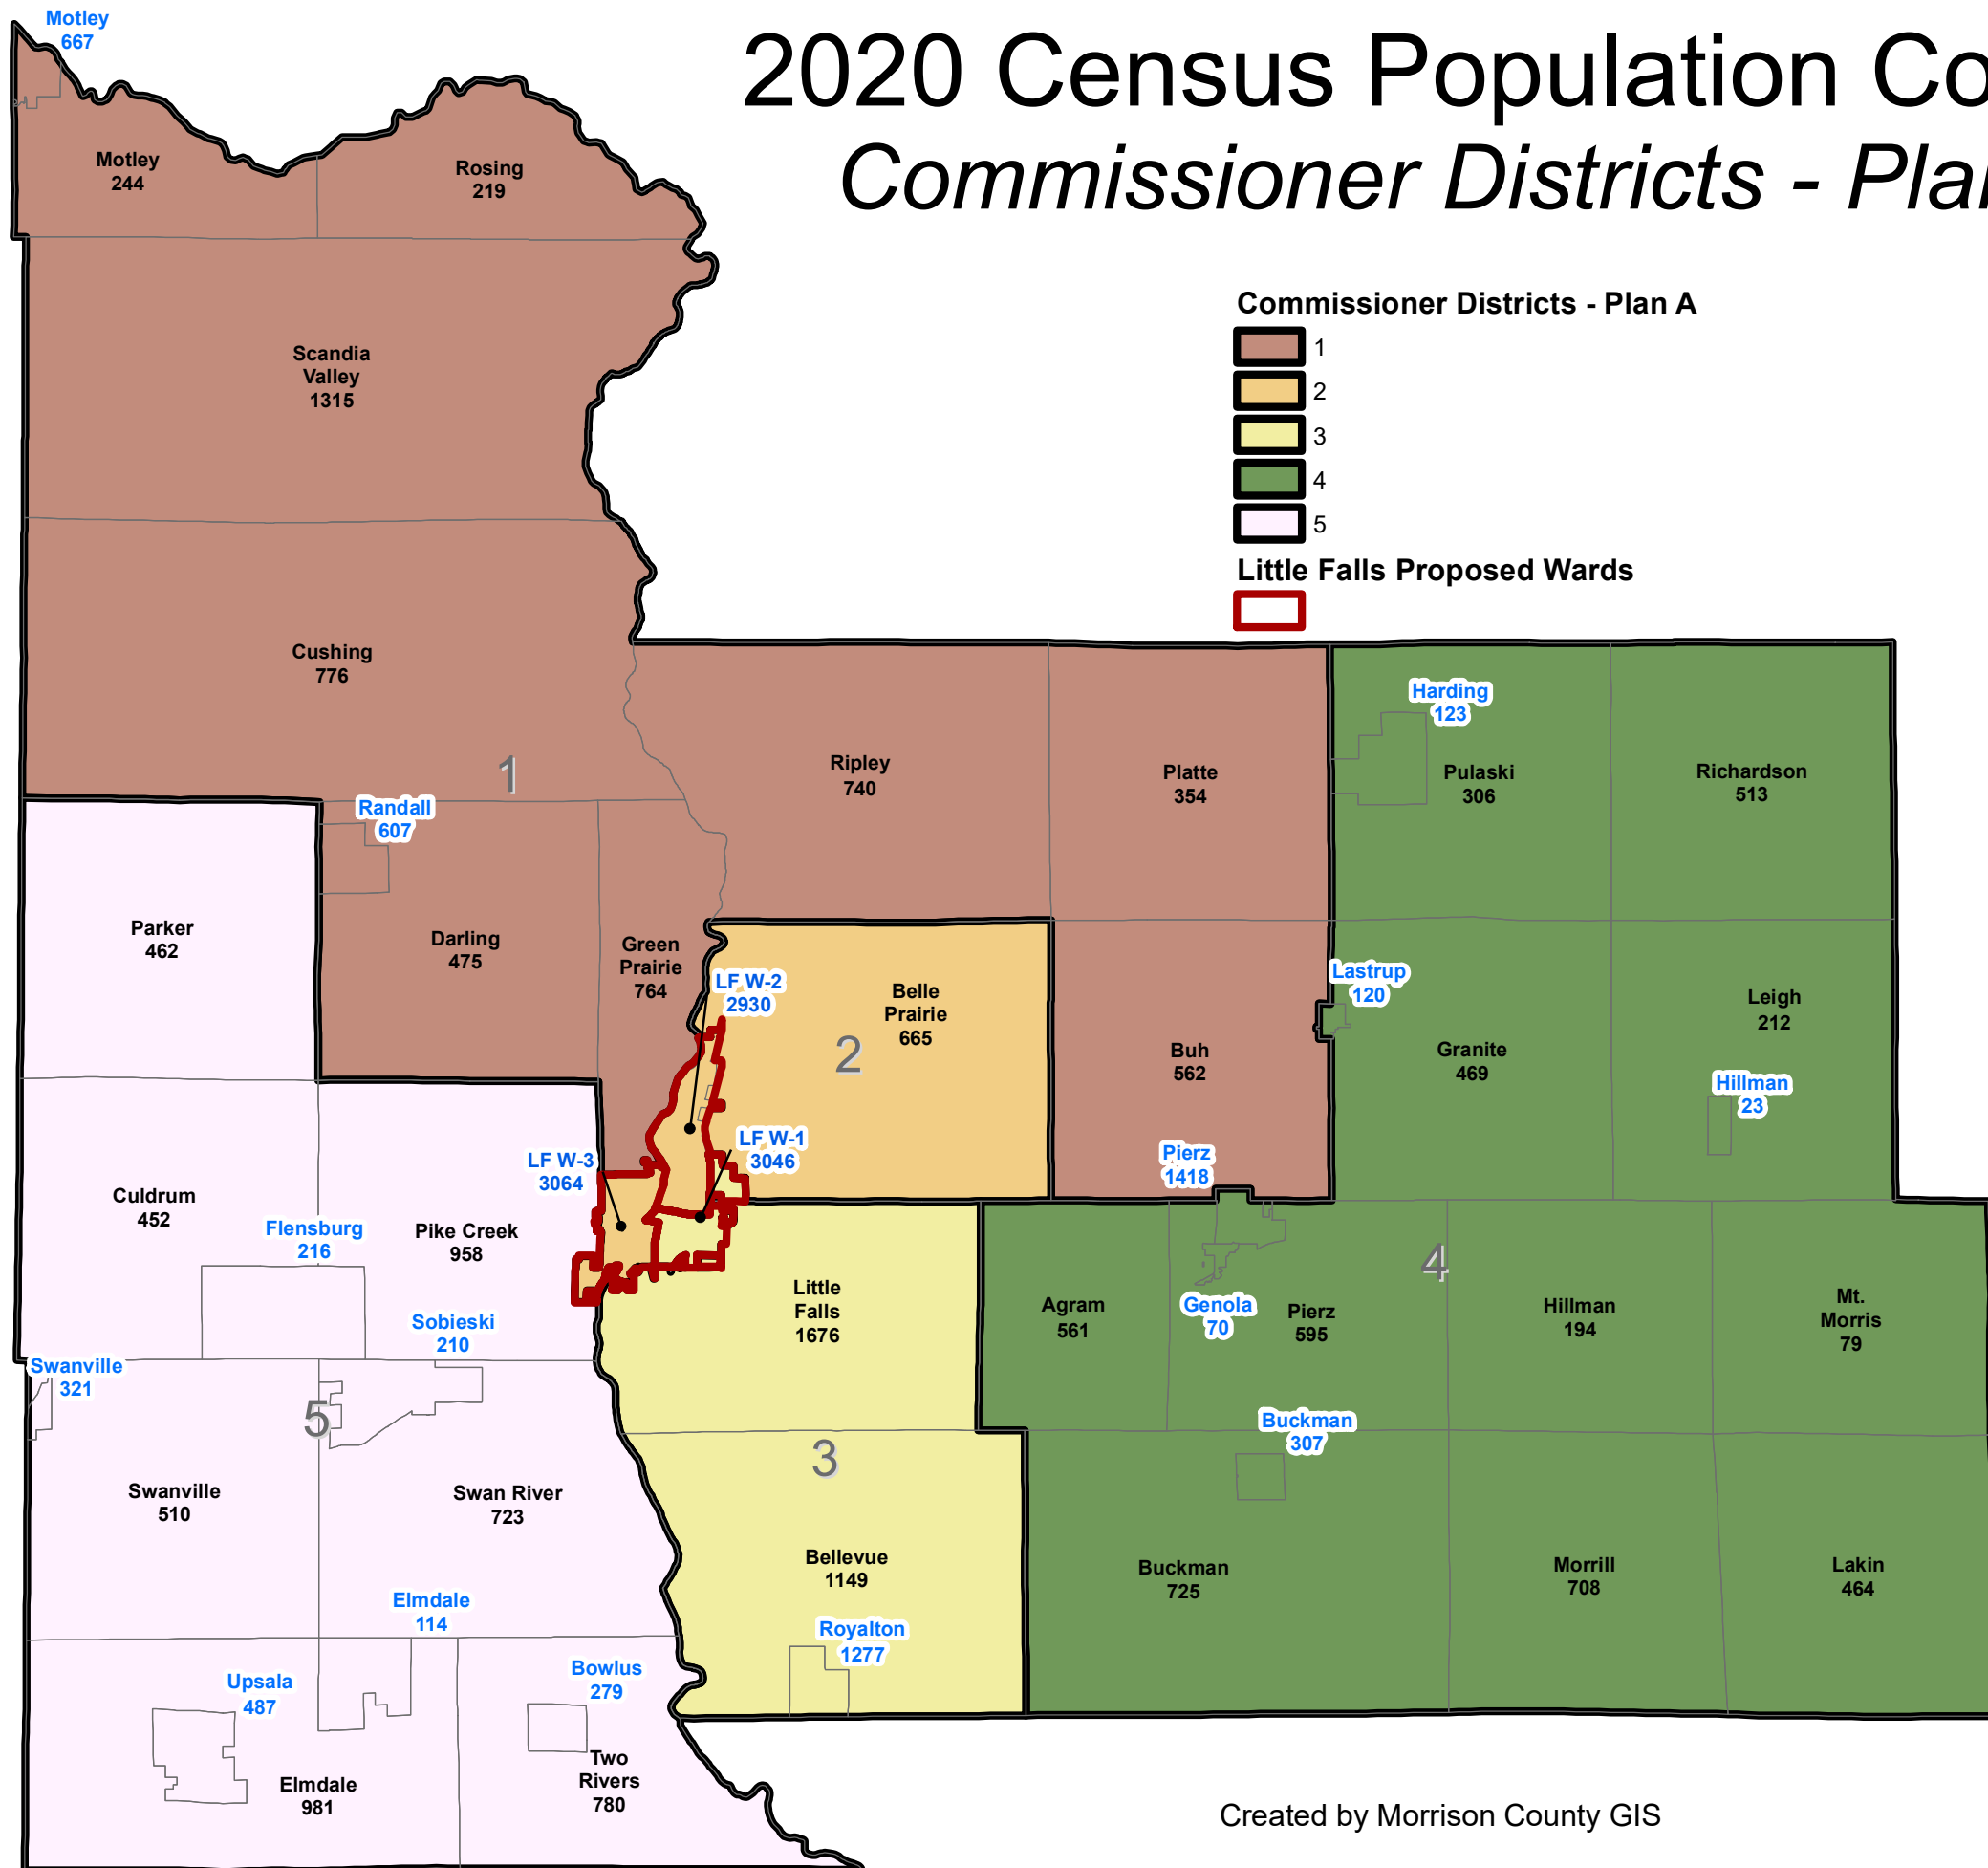 2020 Census Population Co
Commissioner Districts - Plan
Commissioner Districts - Plan A
1
2
3
4
5
Little Falls Proposed Wards
Motley
667
Motley
244
Rosing
219
Scandia
Valley
1315
Cushing
776
1
Ripley
740
Platte
354
Harding
123
Pulaski
306
Richardson
513
Randall
607
Parker
462
Darling
475
Green
Prairie
764
LF W-2
2930
Belle
Prairie
665
2
Buh
562
Lastrup
120
Granite
469
Leigh
212
Hillman
23
LF W-1
3046
LF W-3
3064
Pierz
1418
Culdrum
452
Flensburg
216
Pike Creek
958
Sobieski
210
Little
Falls
1676
Agram
561
Genola
70
Pierz
595
4
Hillman
194
Mt.
Morris
79
Swanville
321
5
Buckman
307
3
Swanville
510
Swan River
723
Bellevue
1149
Buckman
725
Morrill
708
Lakin
464
Elmdale
114
Royalton
1277
Upsala
487
Bowlus
279
Elmdale
981
Two
Rivers
780
Created by Morrison County GIS